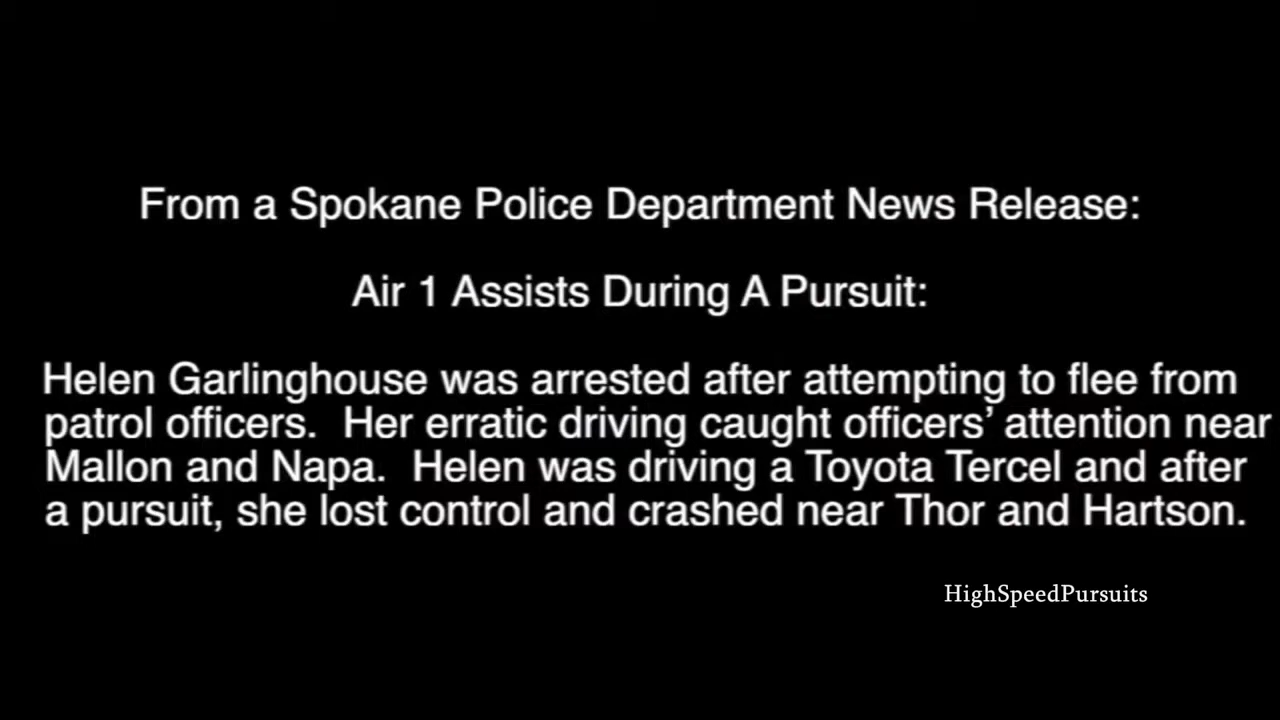 From a Spokane Police Department News Release:
Air 1 Assists During A Pursuit:
Helen Garlinghouse was arrested after attempting to flee from
patrol officers.  Her erratic driving caught officers’ attention near
Mallon and Napa.  Helen was driving a Toyota Tercel and after
a pursuit, she lost control and crashed near Thor and Hartson.
HighSpeedPursuits